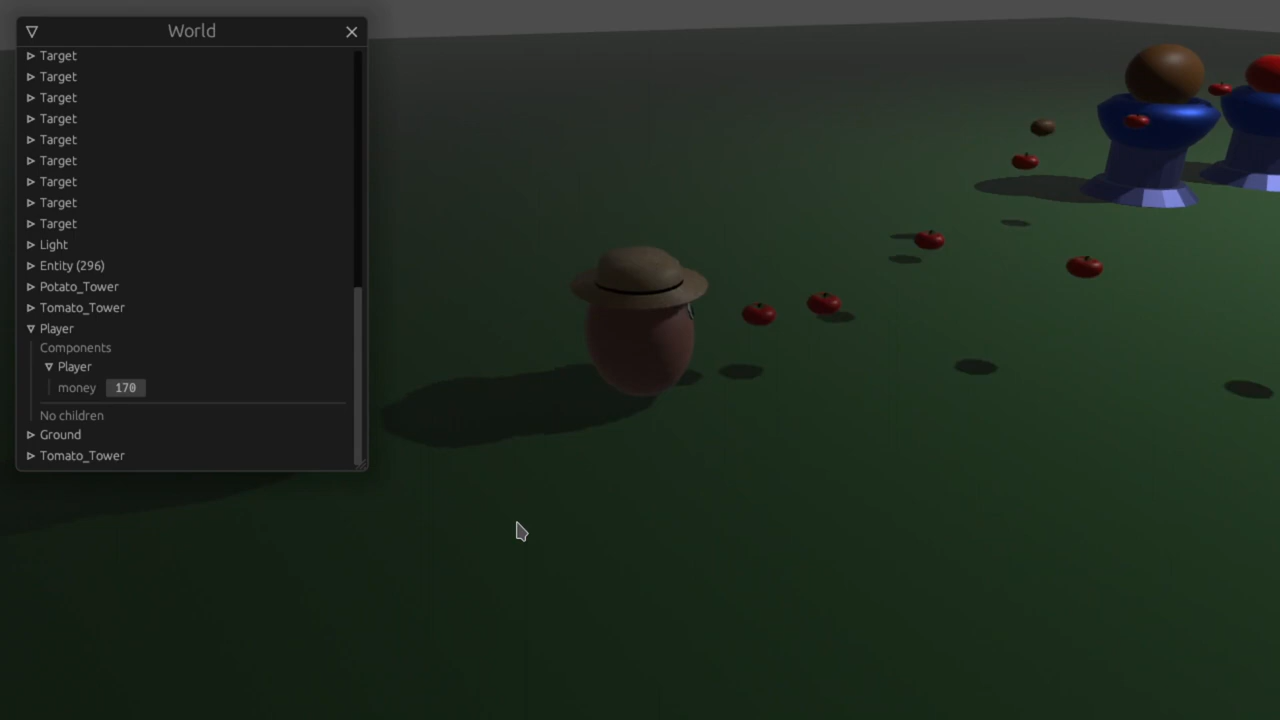 World
Target
Target
Target
Target
Target
Target
Target
Target
Target
Light
Entity (296)
Potato_Tower
Tomato_Tower
Player
Components
Player
money 170
No children
Ground
Tomato_Tower